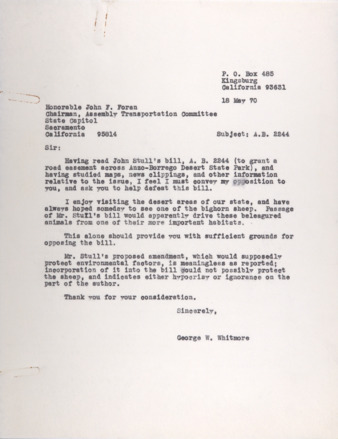 P. O. Box 485
Kingsburg
California 93631
18 May 70
Honorable John F. Foran
Chairman, Assembly Transportation Committee
State Capitol
Sacramento
California 95814 Subject: A.B. 2244
Sir:
Having read John Stull's bill, A.B. 2244 (to grant a
road easement across Anzo-Borrego Desert State Park), and
having studied maps, news clippings, and other information
relative to the issue, I feel I must convey my opposition to
you, and ask you to help defeat this bill.
I enjoy visiting the desert areas of our state, and have
always hoped someday to see one of the bighorn sheep. Passage
of Mr. Stull's bill would apparently drive these beleagured
animals from one of their more important habitats.
This alone should provide you with sufficient grounds for
opposing the bill.
Mr. Stull's proposed amendment, which would supposedly
protect environmental factors, is meaningless as reported;
incorporation of it into the bill would not possibly protect
the sheep, and indicates either hypocrisy or ignorance on the
part of the author.
Thank you for your consideration.
Sincerely,
George W. Whitmore